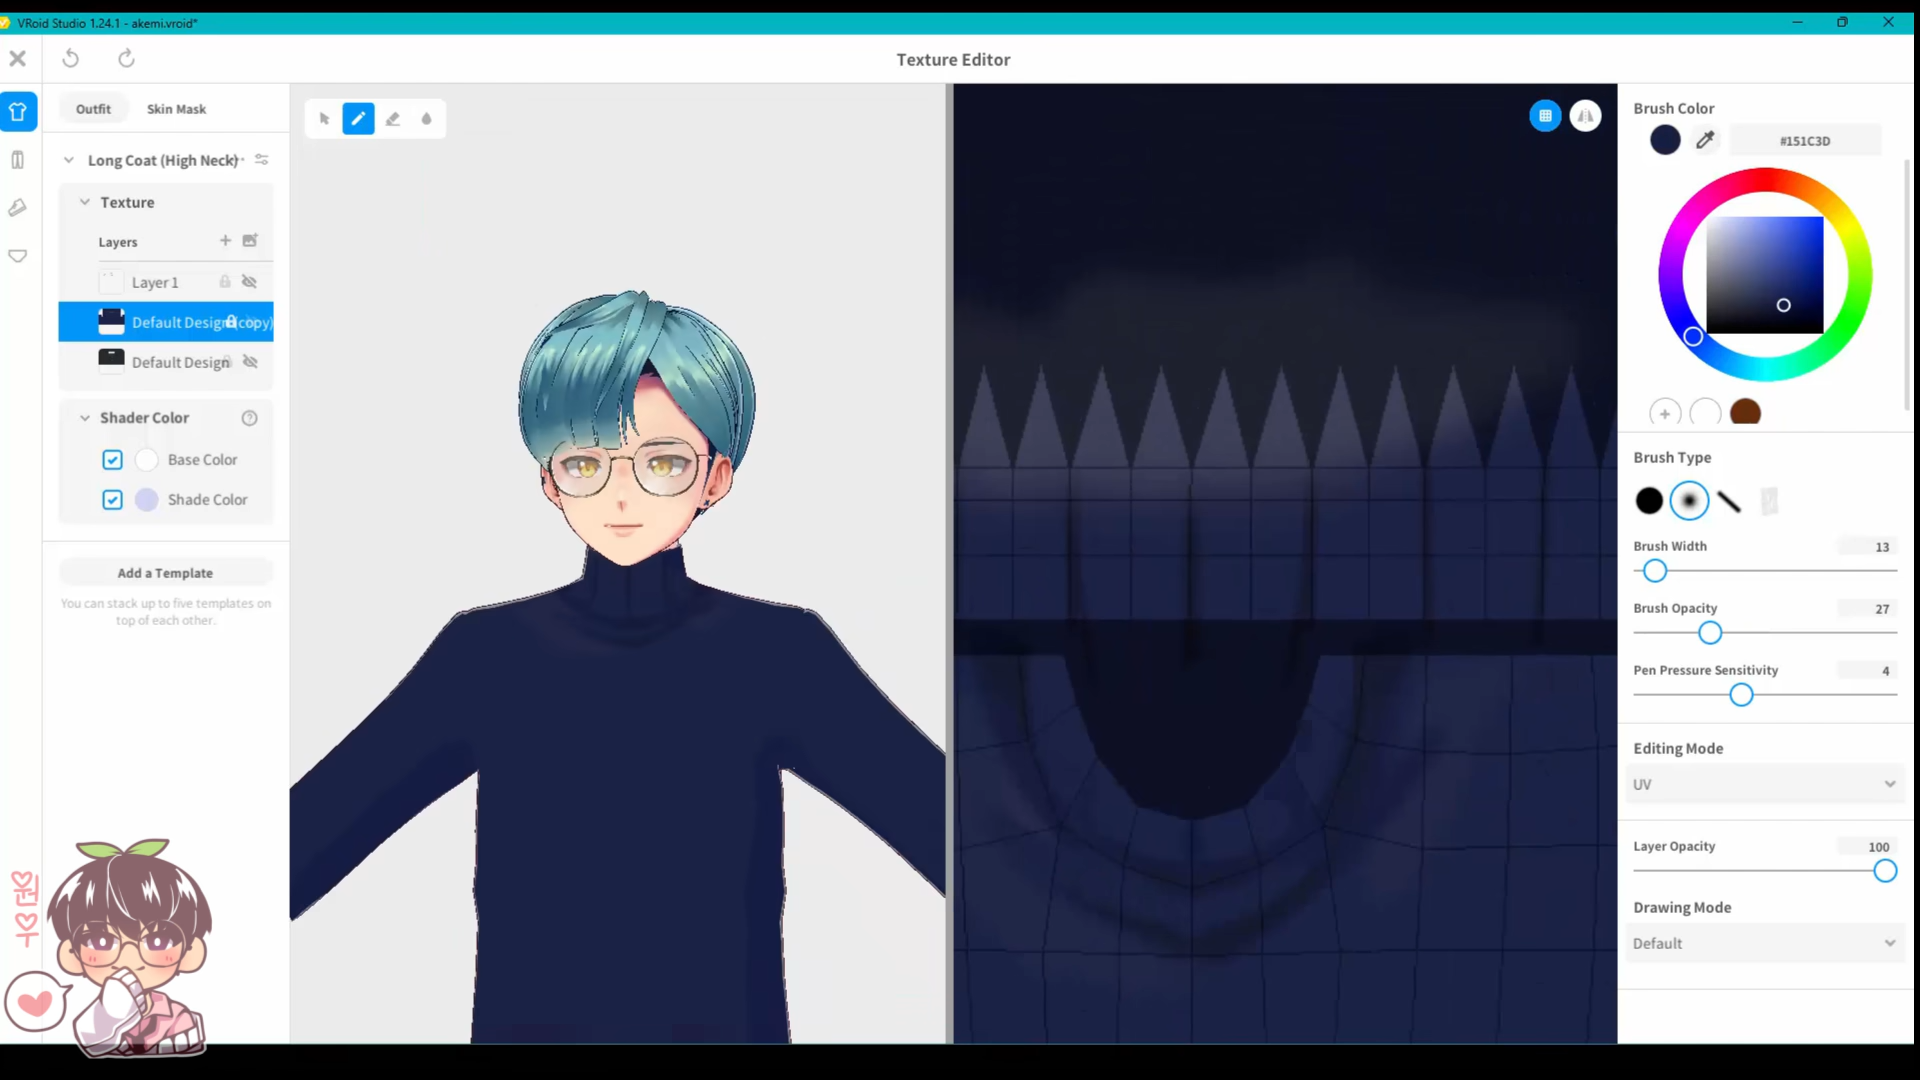 VRoid Studio 1.24.1 - akemi.vroid*
Texture Editor
Outfit
Skin Mask
Long Coat (High Neck)
Texture
Layers
Layer 1
Default Design (copy)
Default Design
Shader Color
Base Color
Shade Color
Add a Template
You can stack up to five templates on
top of each other.
Brush Color
#151C3D
Brush Type
Brush Width
13
Brush Opacity
27
Pen Pressure Sensitivity
4
Editing Mode
UV
Layer Opacity
100
Drawing Mode
Default
원
우